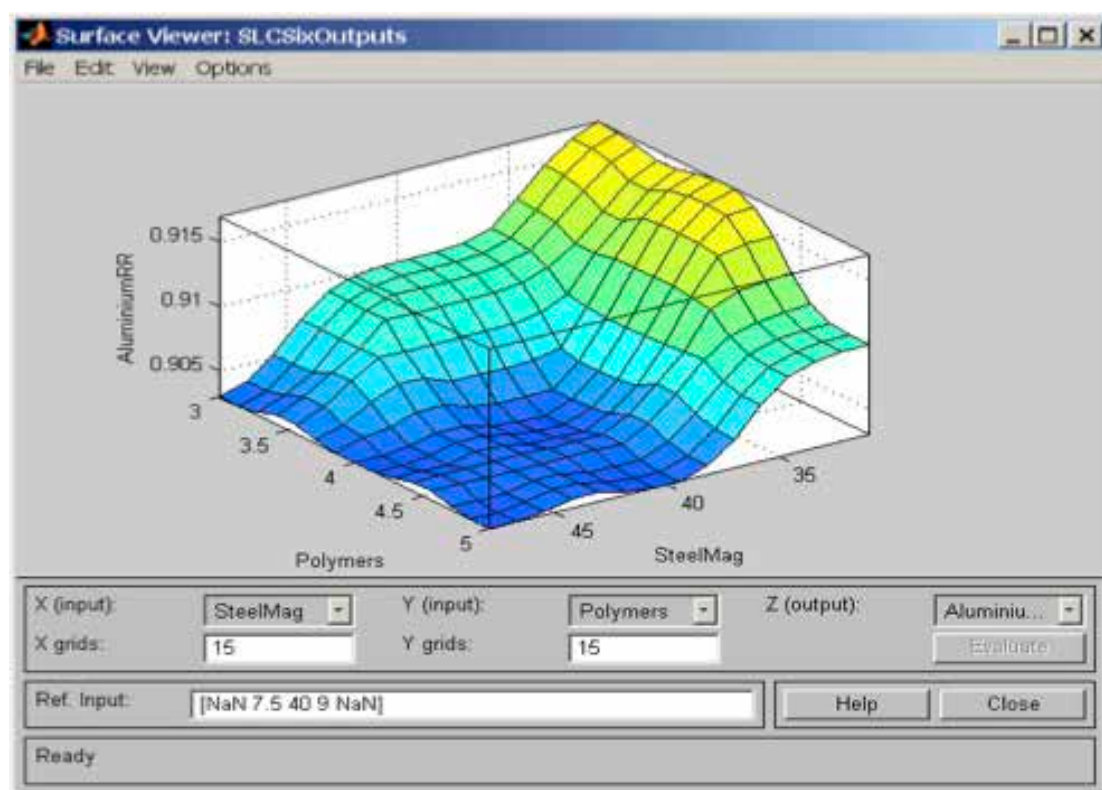 Surface Viewer: SLCSixOutputs
File Edit View Options
0.915
0.91
0.905
AluminiumRR
3
3.5
4
4.5
5
Polymers
45
40
35
SteelMag
X (input): SteelMag Y (input): Polymers Z (output): Aluminiu...
X grids: 15 Y grids: 15 Evaluate
Ref. Input: [NaN 7.5 40 9 NaN] Help Close
Ready